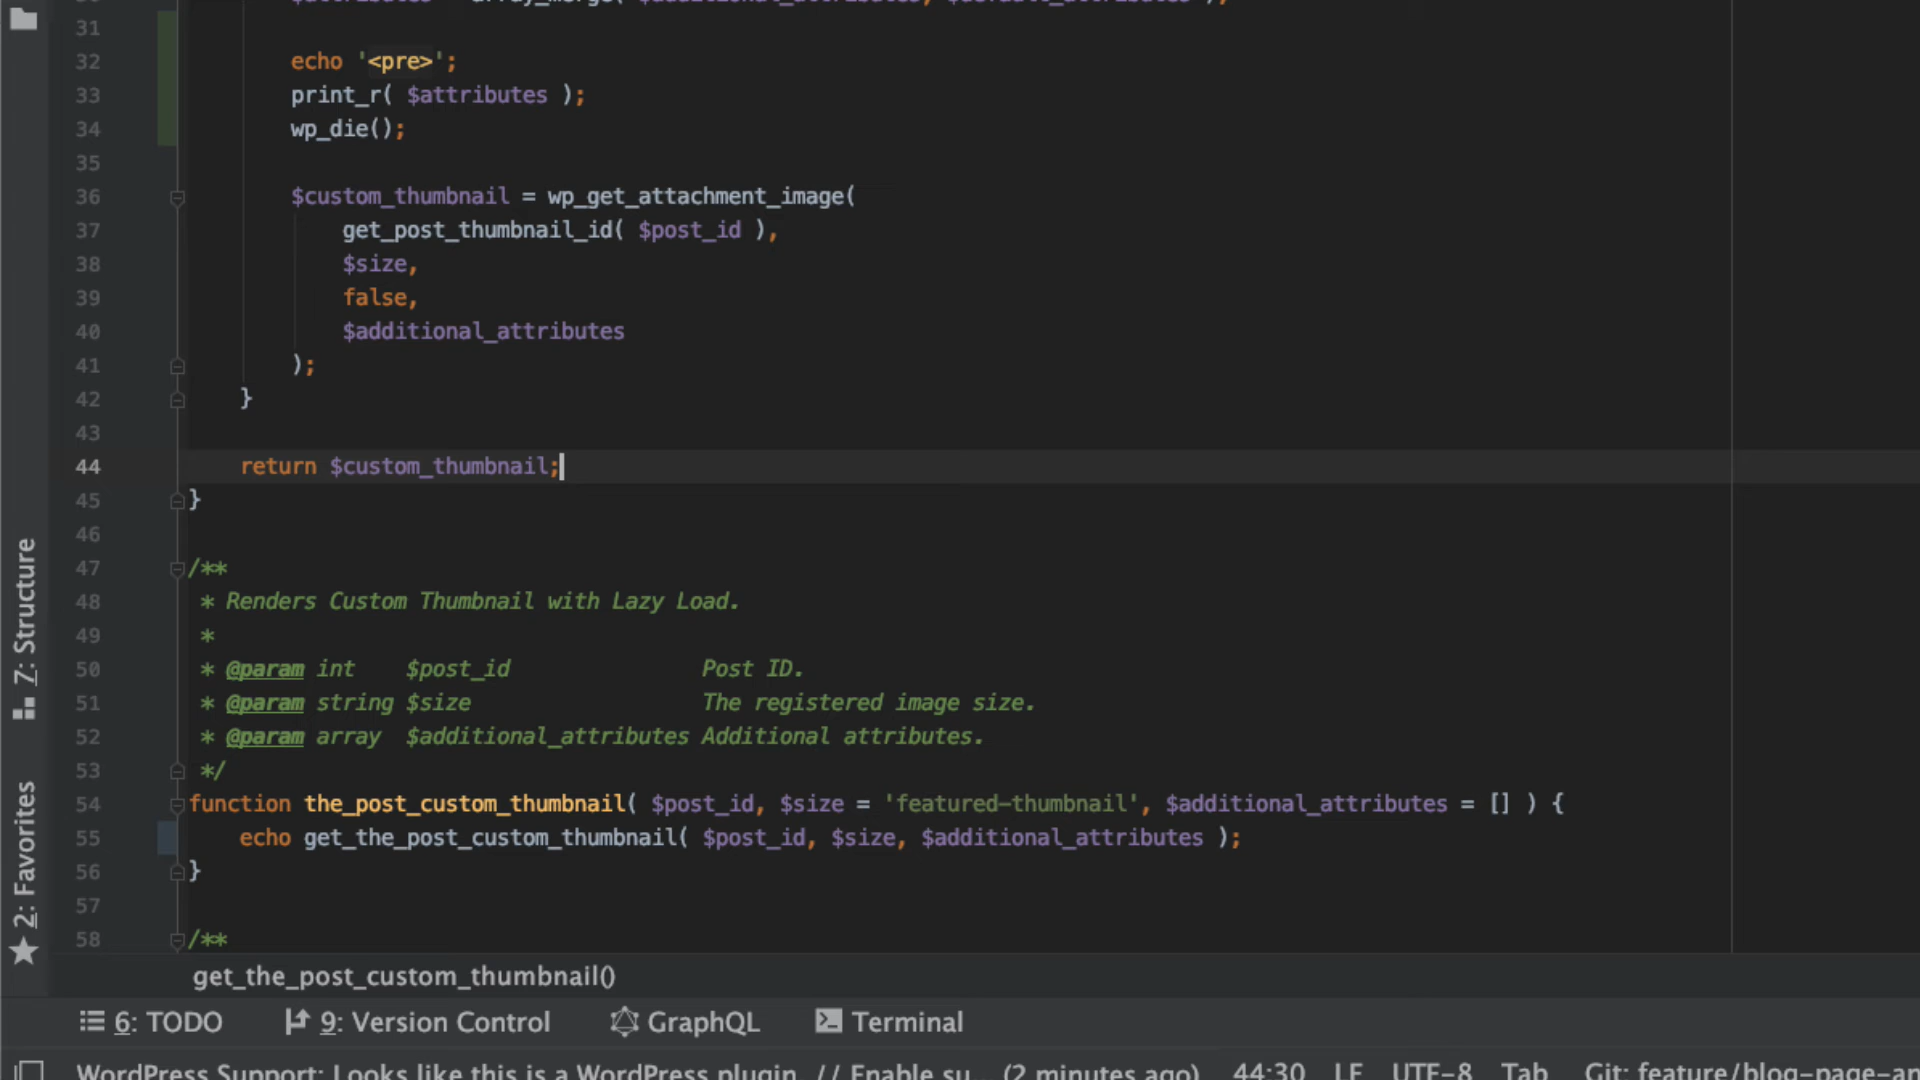 31
32 echo '<pre>';
33 print_r( $attributes );
34 wp_die();
35
36 $custom_thumbnail = wp_get_attachment_image(
37 get_post_thumbnail_id( $post_id ),
38 $size,
39 false,
40 $additional_attributes
41 );
42 }
43
44 return $custom_thumbnail;
45 }
46
47 /**
48 * Renders Custom Thumbnail with Lazy Load.
49 *
50 * @param int $post_id Post ID.
51 * @param string $size The registered image size.
52 * @param array $additional_attributes Additional attributes.
53 */
54 function the_post_custom_thumbnail( $post_id, $size = 'featured-thumbnail', $additional_attributes = [] ) {
55 echo get_the_post_custom_thumbnail( $post_id, $size, $additional_attributes );
56 }
57
58 /**
7: Structure
2: Favorites
get_the_post_custom_thumbnail()
6: TODO 9: Version Control GraphQL Terminal
WordPress Support: Looks like this is a WordPress plugin. // Enable su... (2 minutes ago) 44:30 LF UTF-8 Tab Git: feature/blog-page-an